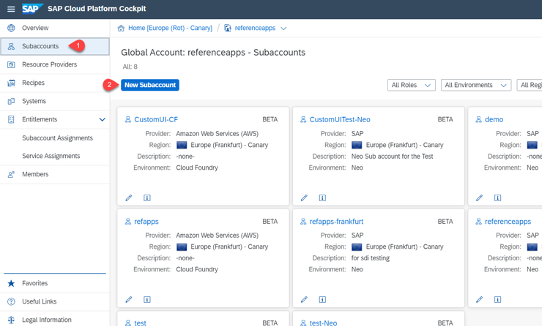 SAP SAP Cloud Platform Cockpit
Overview
Subaccounts 1
Resource Providers
Recipes
Systems
Entitlements
Subaccount Assignments
Service Assignments
Members
Favorites
Useful Links
Legal Information
Home [Europe (Rot) - Canary] / referenceapps
Global Account: referenceapps - Subaccounts
All: 8
2 New Subaccount All Roles All Environments All Regi
CustomUI-CF BETA
Provider: Amazon Web Services (AWS)
Region: Europe (Frankfurt) - Canary
Description: -none-
Environment: Cloud Foundry
CustomUITest-Neo BETA
Provider: SAP
Region: Europe (Frankfurt) - Canary
Description: Neo Sub account for the Test
Environment: Neo
demo
Provider: SAP
Region:
Description: -none-
Environment: Neo
refapps BETA
Provider: Amazon Web Services (AWS)
Region: Europe (Frankfurt) - Canary
Description: -none-
Environment: Cloud Foundry
refapps-frankfurt BETA
Provider: SAP
Region: Europe (Frankfurt) - Canary
Description: for sdi testing
Environment: Neo
referenceapps
Provider: SAP
Region:
Description: -none-
Environment: Neo
test BETA
test-Neo BETA